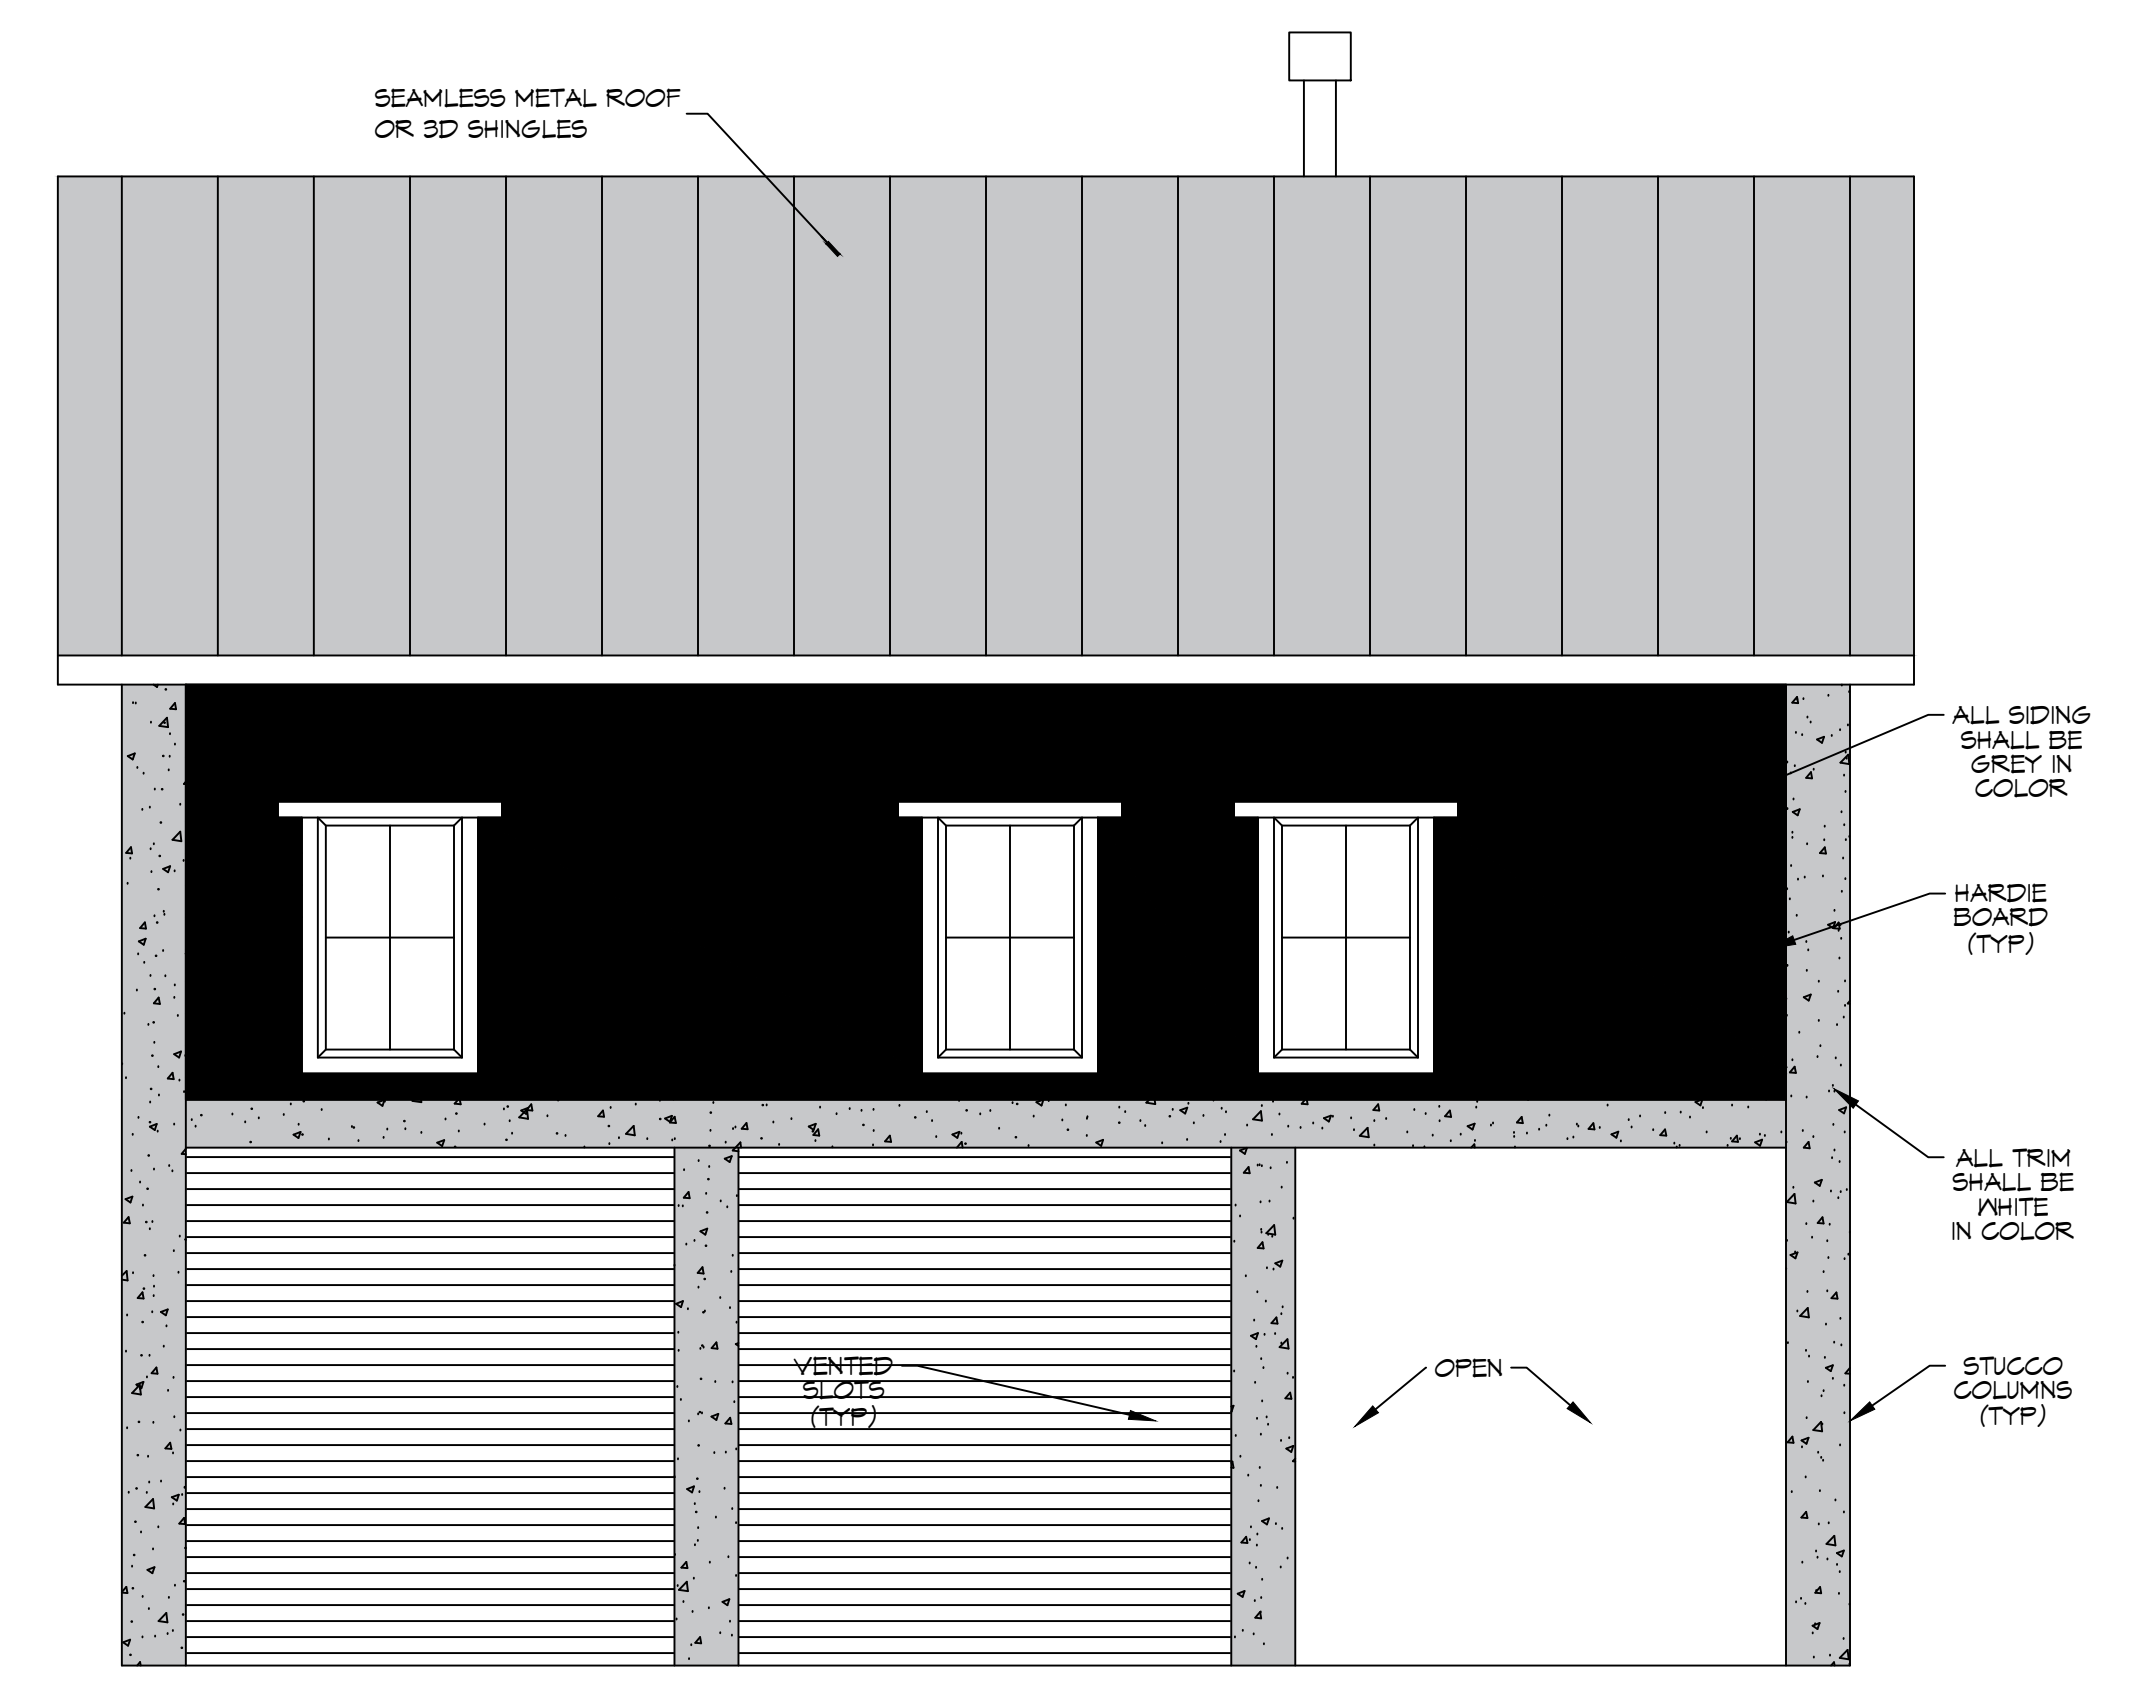 SEAMLESS METAL ROOF
OR 3D SHINGLES
ALL SIDING
SHALL BE
GREY IN
COLOR
HARDIE
BOARD
(TYP)
ALL TRIM
SHALL BE
WHITE
IN COLOR
VENTED
SLOTS
(TYP)
OPEN
STUCCO
COLUMNS
(TYP)